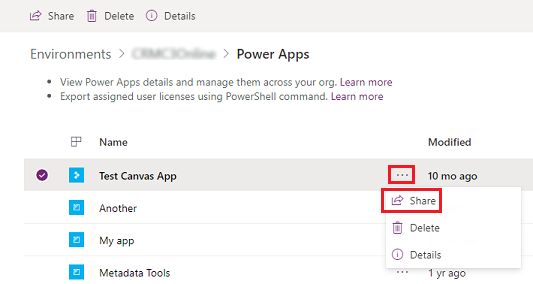 Share Delete Details
Environments > > Power Apps
• View Power Apps details and manage them across your org. Learn more
• Export assigned user licenses using PowerShell command. Learn more
Name Modified
Test Canvas App ... 10 mo ago
Another Share
My app Delete
Details
Metadata Tools ... 1 yr ago